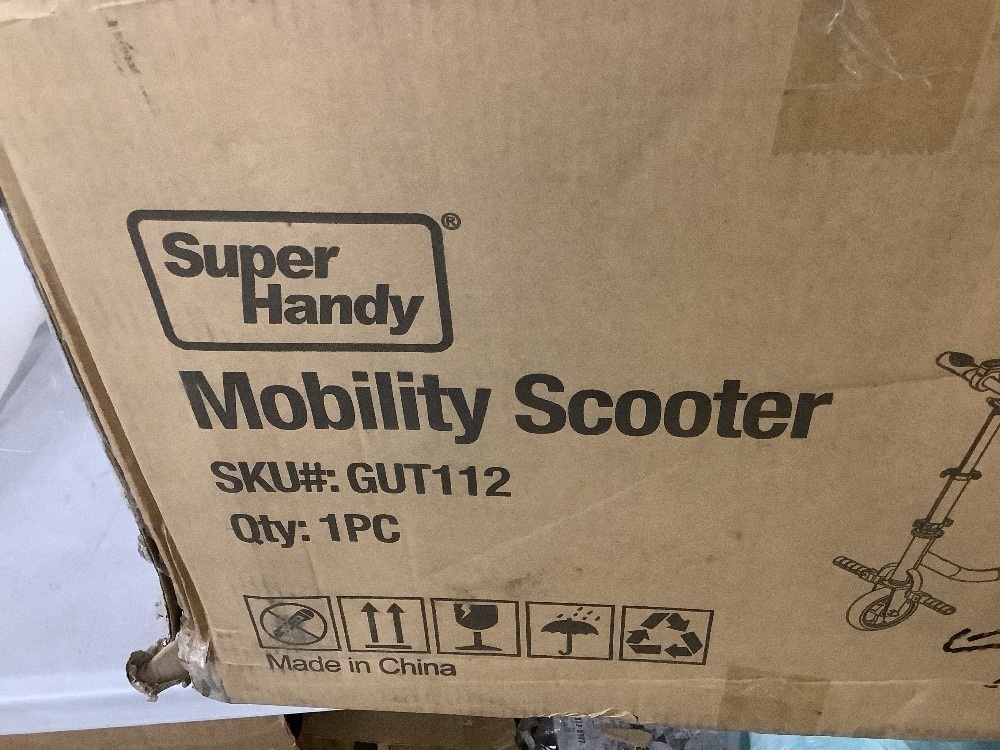 Super
Handy®
Mobility Scooter
SKU#: GUT112
Qty: 1PC
Made in China